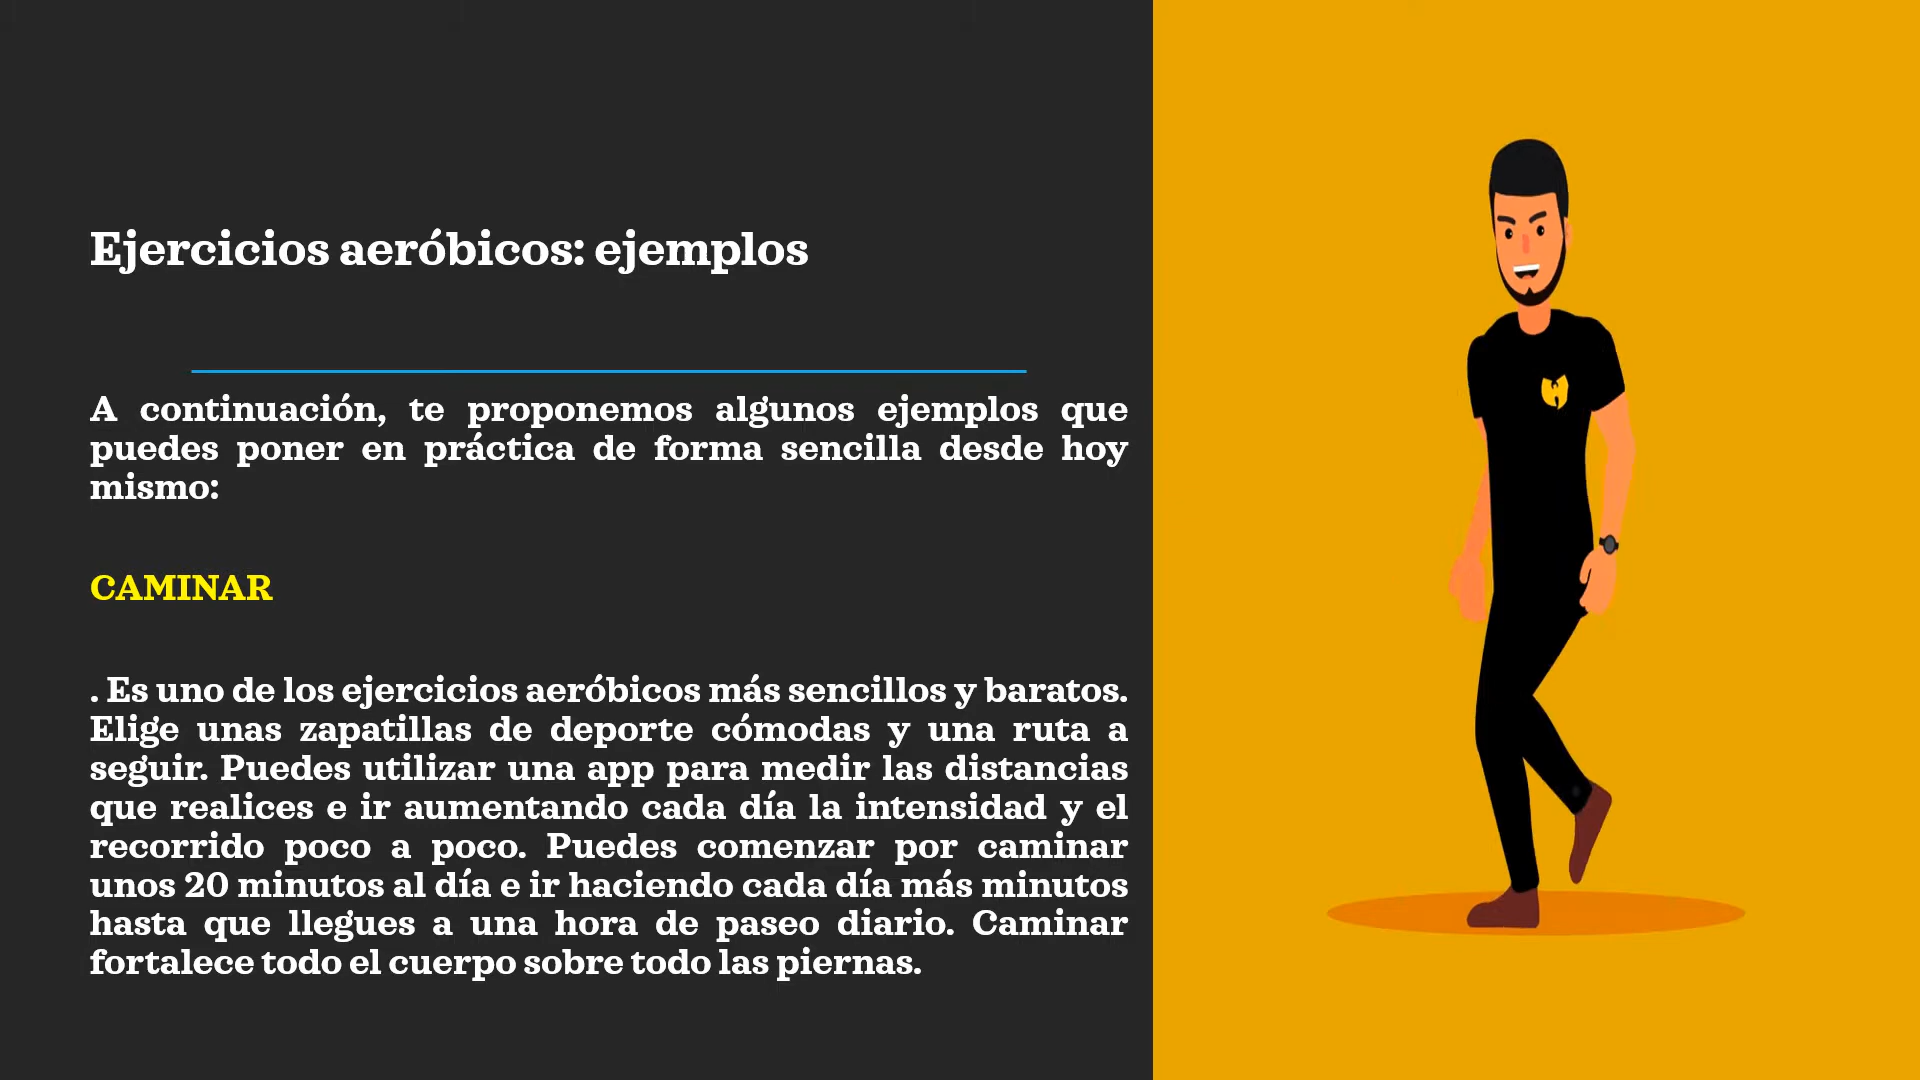 Ejercicios aeróbicos: ejemplos
A continuación, te proponemos algunos ejemplos que
puedes poner en práctica de forma sencilla desde hoy
mismo:
CAMINAR
. Es uno de los ejercicios aeróbicos más sencillos y baratos.
Elige unas zapatillas de deporte cómodas y una ruta a
seguir. Puedes utilizar una app para medir las distancias
que realices e ir aumentando cada día la intensidad y el
recorrido poco a poco. Puedes comenzar por caminar
unos 20 minutos al día e ir haciendo cada día más minutos
hasta que llegues a una hora de paseo diario. Caminar
fortalece todo el cuerpo sobre todo las piernas.